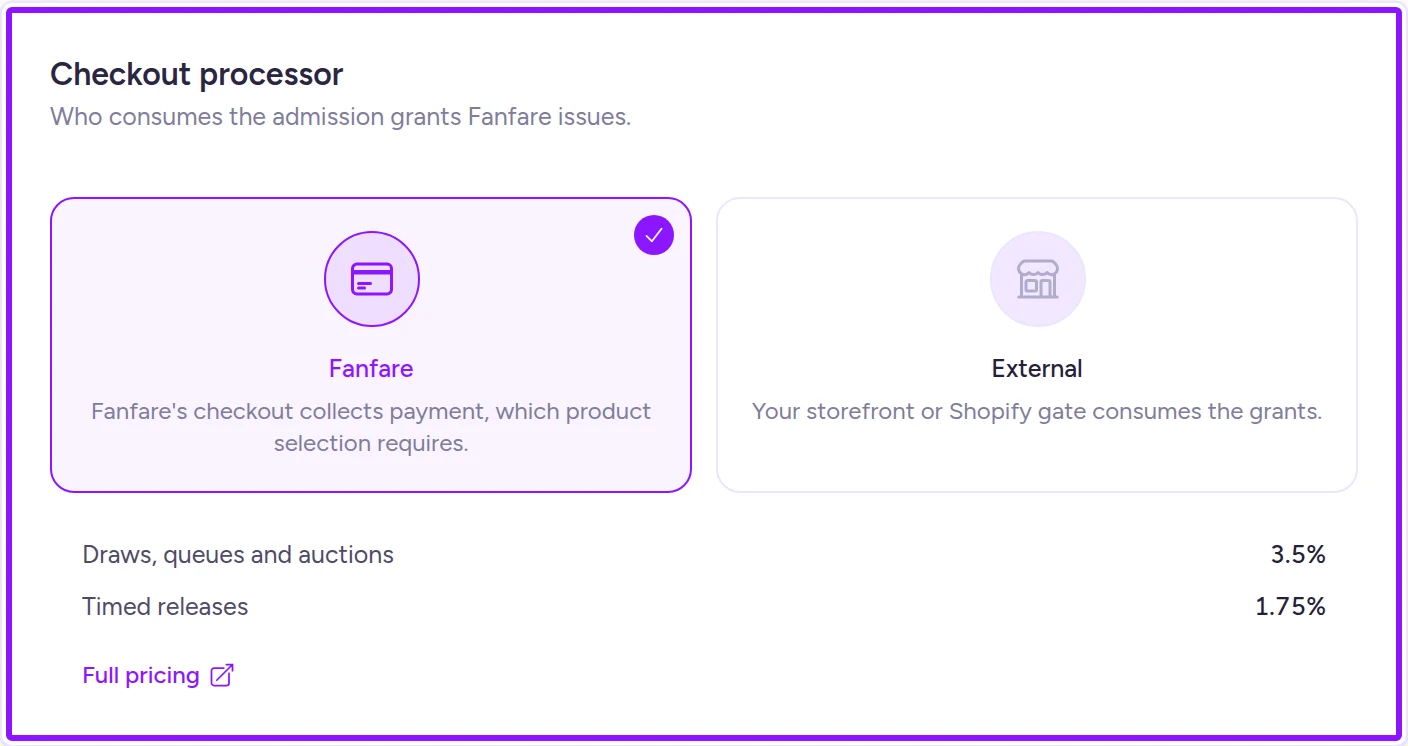 Checkout processor
Who consumes the admission grants Fanfare issues.
Fanfare
Fanfare's checkout collects payment, which product
selection requires.
External
Your storefront or Shopify gate consumes the grants.
Draws, queues and auctions 3.5%
Timed releases 1.75%
Full pricing